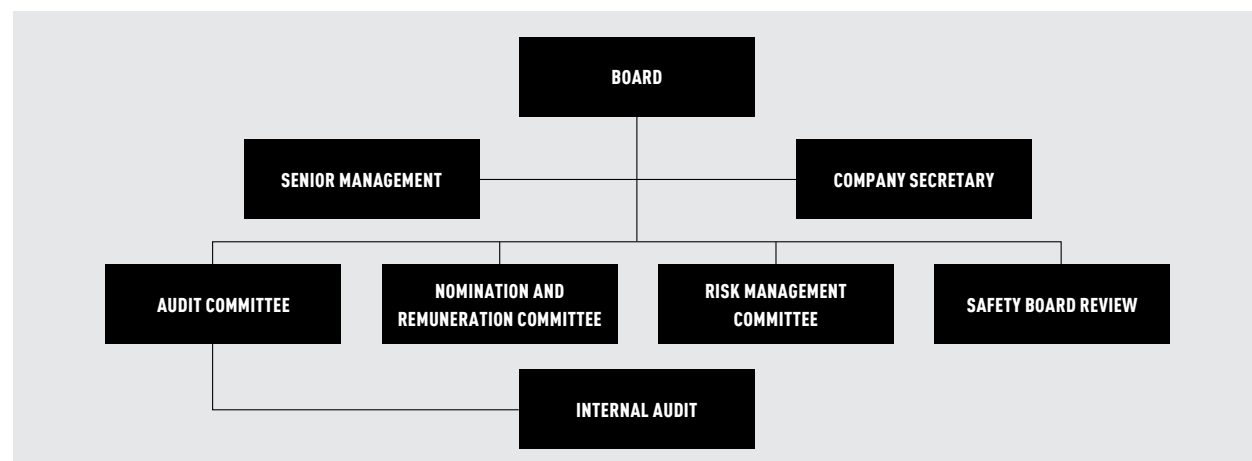 BOARD
SENIOR MANAGEMENT
COMPANY SECRETARY
AUDIT COMMITTEE
NOMINATION AND
REMUNERATION COMMITTEE
RISK MANAGEMENT
COMMITTEE
SAFETY BOARD REVIEW
INTERNAL AUDIT